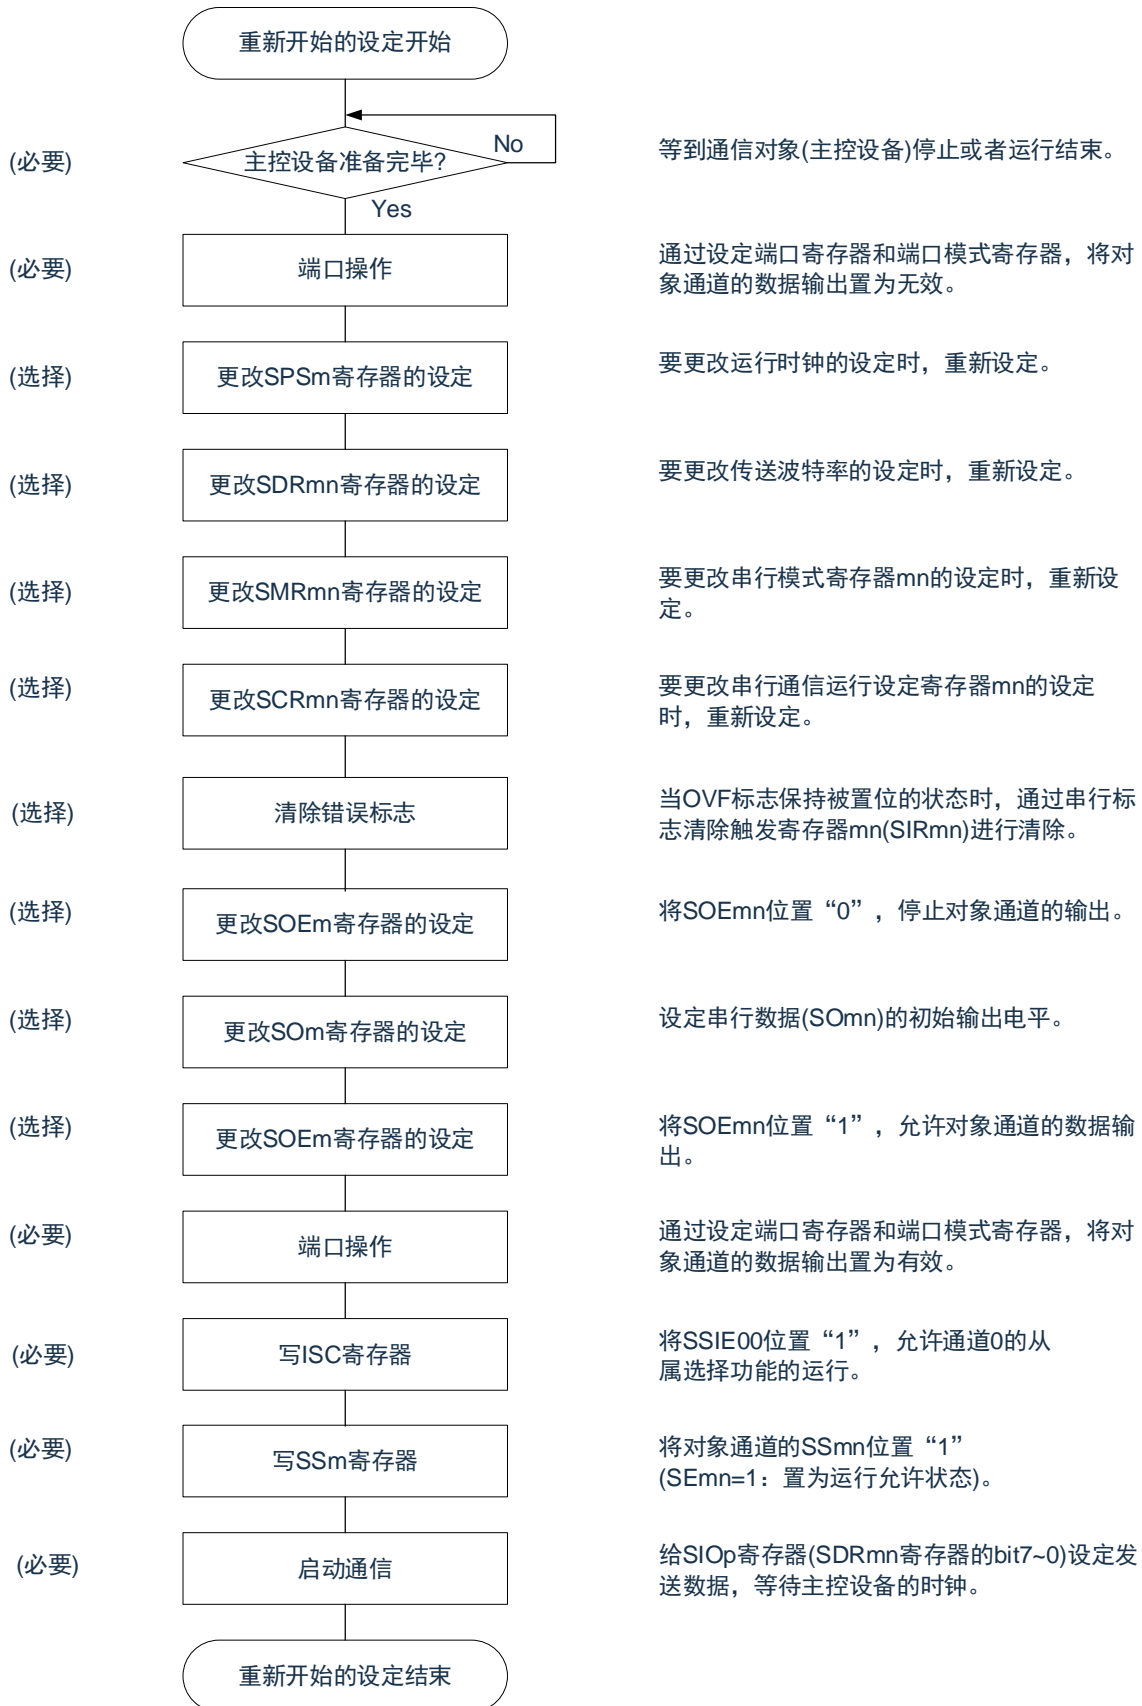 重新开始的设定开始
(必要)
主控设备准备完毕?
No
等到通信对象(主控设备)停止或者运行结束。
Yes
(必要)
端口操作
通过设定端口寄存器和端口模式寄存器，将对
象通道的数据输出置为无效。
(选择)
更改SPSm寄存器的设定
要更改运行时钟的设定时，重新设定。
(选择)
更改SDRmn寄存器的设定
要更改传送波特率的设定时，重新设定。
(选择)
更改SMRmn寄存器的设定
要更改串行模式寄存器mn的设定时，重新设
定。
(选择)
更改SCRmn寄存器的设定
要更改串行通信运行设定寄存器mn的设定
时，重新设定。
(选择)
清除错误标志
当OVF标志保持被置位的状态时，通过串行标
志清除触发寄存器mn(SIRmn)进行清除。
(选择)
更改SOEm寄存器的设定
将SOEmn位置“0”，停止对象通道的输出。
(选择)
更改SOm寄存器的设定
设定串行数据(SOmn)的初始输出电平。
(选择)
更改SOEm寄存器的设定
将SOEmn位置“1”，允许对象通道的数据输
出。
(必要)
端口操作
通过设定端口寄存器和端口模式寄存器，将对
象通道的数据输出置为有效。
(必要)
写ISC寄存器
将SSIE00位置“1”，允许通道0的从
属选择功能的运行。
(必要)
写SSm寄存器
将对象通道的SSmn位置“1”
(SEmn=1：置为运行允许状态)。
(必要)
启动通信
给SIOp寄存器(SDRmn寄存器的bit7~0)设定发
送数据，等待主控设备的时钟。
重新开始的设定结束